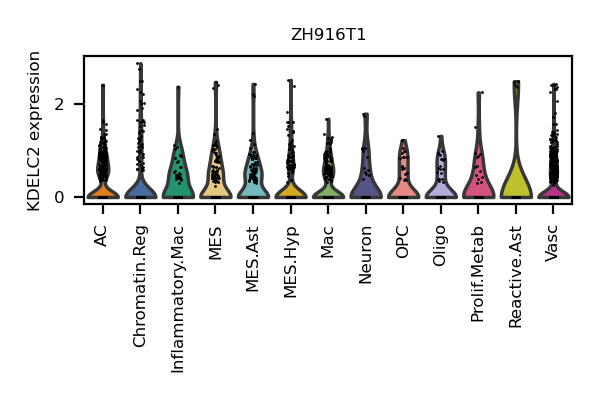 ZH916T1
KDELC2 expression
2
0
AC
Chromatin.Reg
Inflammatory.Mac
MES
MES.Ast
MES.Hyp
Mac
Neuron
OPC
Oligo
Prolif.Metab
Reactive.Ast
Vasc